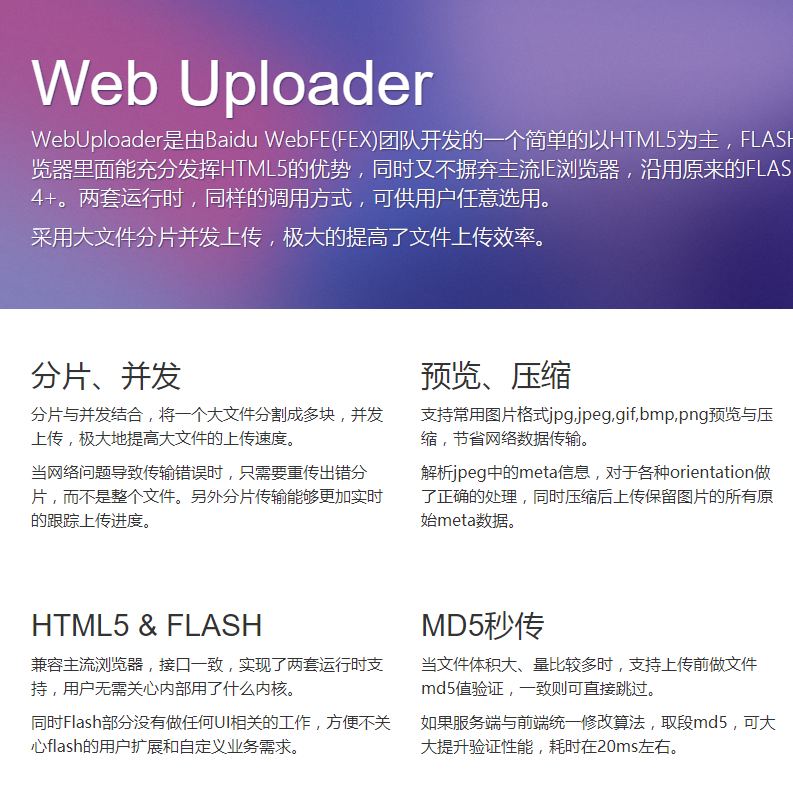 Web Uploader
WebUploader是由Baidu WebFE(FEX)团队开发的一个简单的以HTML5为主，FLASH
览器里面能充分发挥HTML5的优势，同时又不摒弃主流IE浏览器，沿用原来的FLAS
4+。两套运行时，同样的调用方式，可供用户任意选用。
采用大文件分片并发上传，极大的提高了文件上传效率。
分片、并发
分片与并发结合，将一个大文件分割成多块，并发
上传，极大地提高大文件的上传速度。
当网络问题导致传输错误时，只需要重传出错分
片，而不是整个文件。另外分片传输能够更加实时
的跟踪上传进度。
预览、压缩
支持常用图片格式jpg,jpeg,gif,bmp,png预览与压
缩，节省网络数据传输。
解析jpeg中的meta信息，对于各种orientation做
了正确的处理，同时压缩后上传保留图片的所有原
始meta数据。
HTML5 & FLASH
兼容主流浏览器，接口一致，实现了两套运行时支
持，用户无需关心内部用了什么内核。
同时Flash部分没有做任何UI相关的工作，方便不关
心flash的用户扩展和自定义业务需求。
MD5秒传
当文件体积大、量比较多时，支持上传前做文件
md5值验证，一致则可直接跳过。
如果服务端与前端统一修改算法，取段md5，可大
大提升验证性能，耗时在20ms左右。